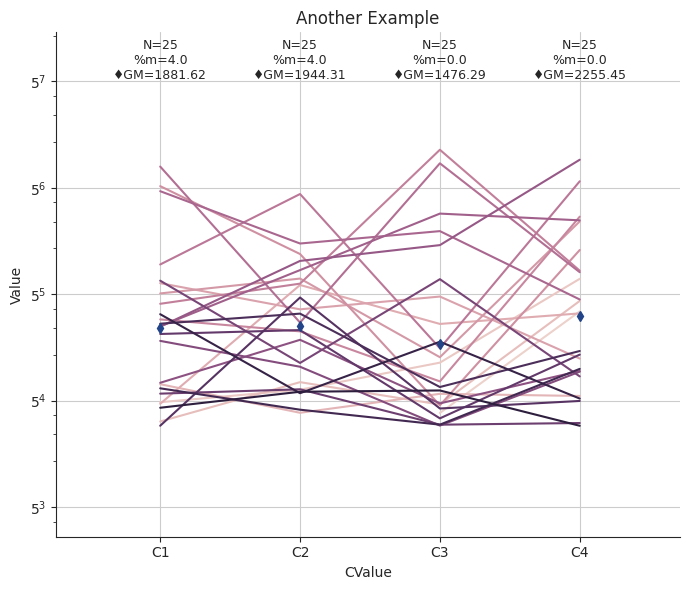 Another Example
N=25 N=25 N=25 N=25
%m=4.0 %m=4.0 %m=0.0 %m=0.0
♦GM=1881.62 ♦GM=1944.31 ♦GM=1476.29 ♦GM=2255.45
5⁷
5⁶
5⁵
5⁴
5³
Value
C1 C2 C3 C4
CValue